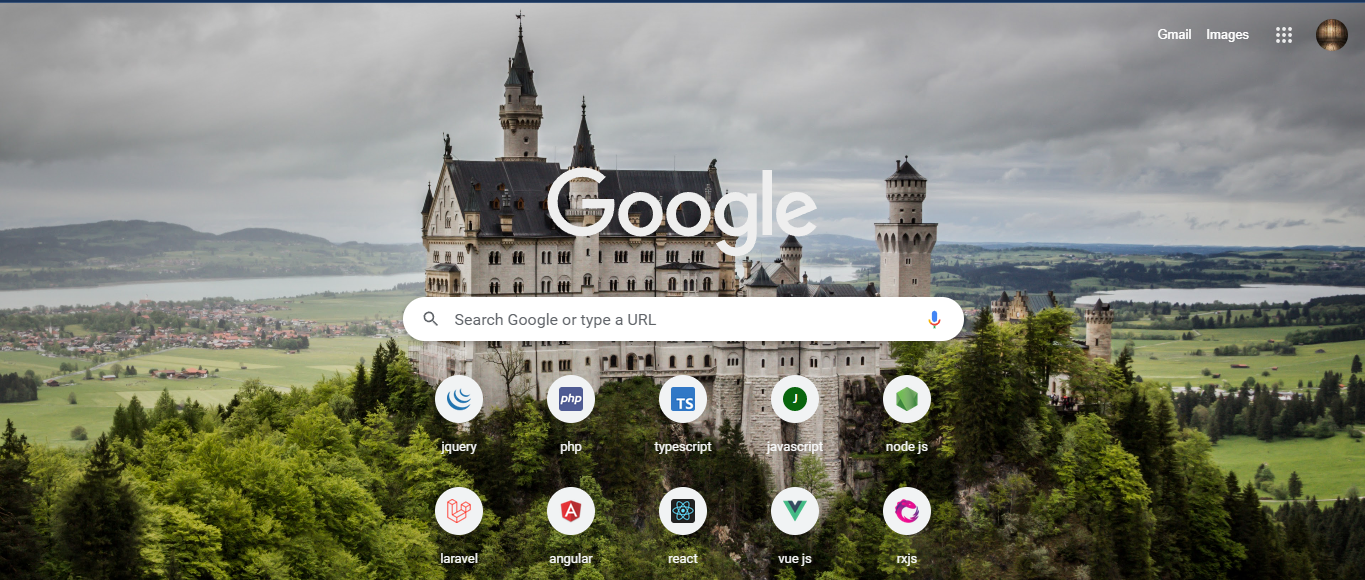 Gmail Images
Google
Search Google or type a URL
php TS J
jquery php typescript javascript node js
A
laravel angular react vue js rxjs